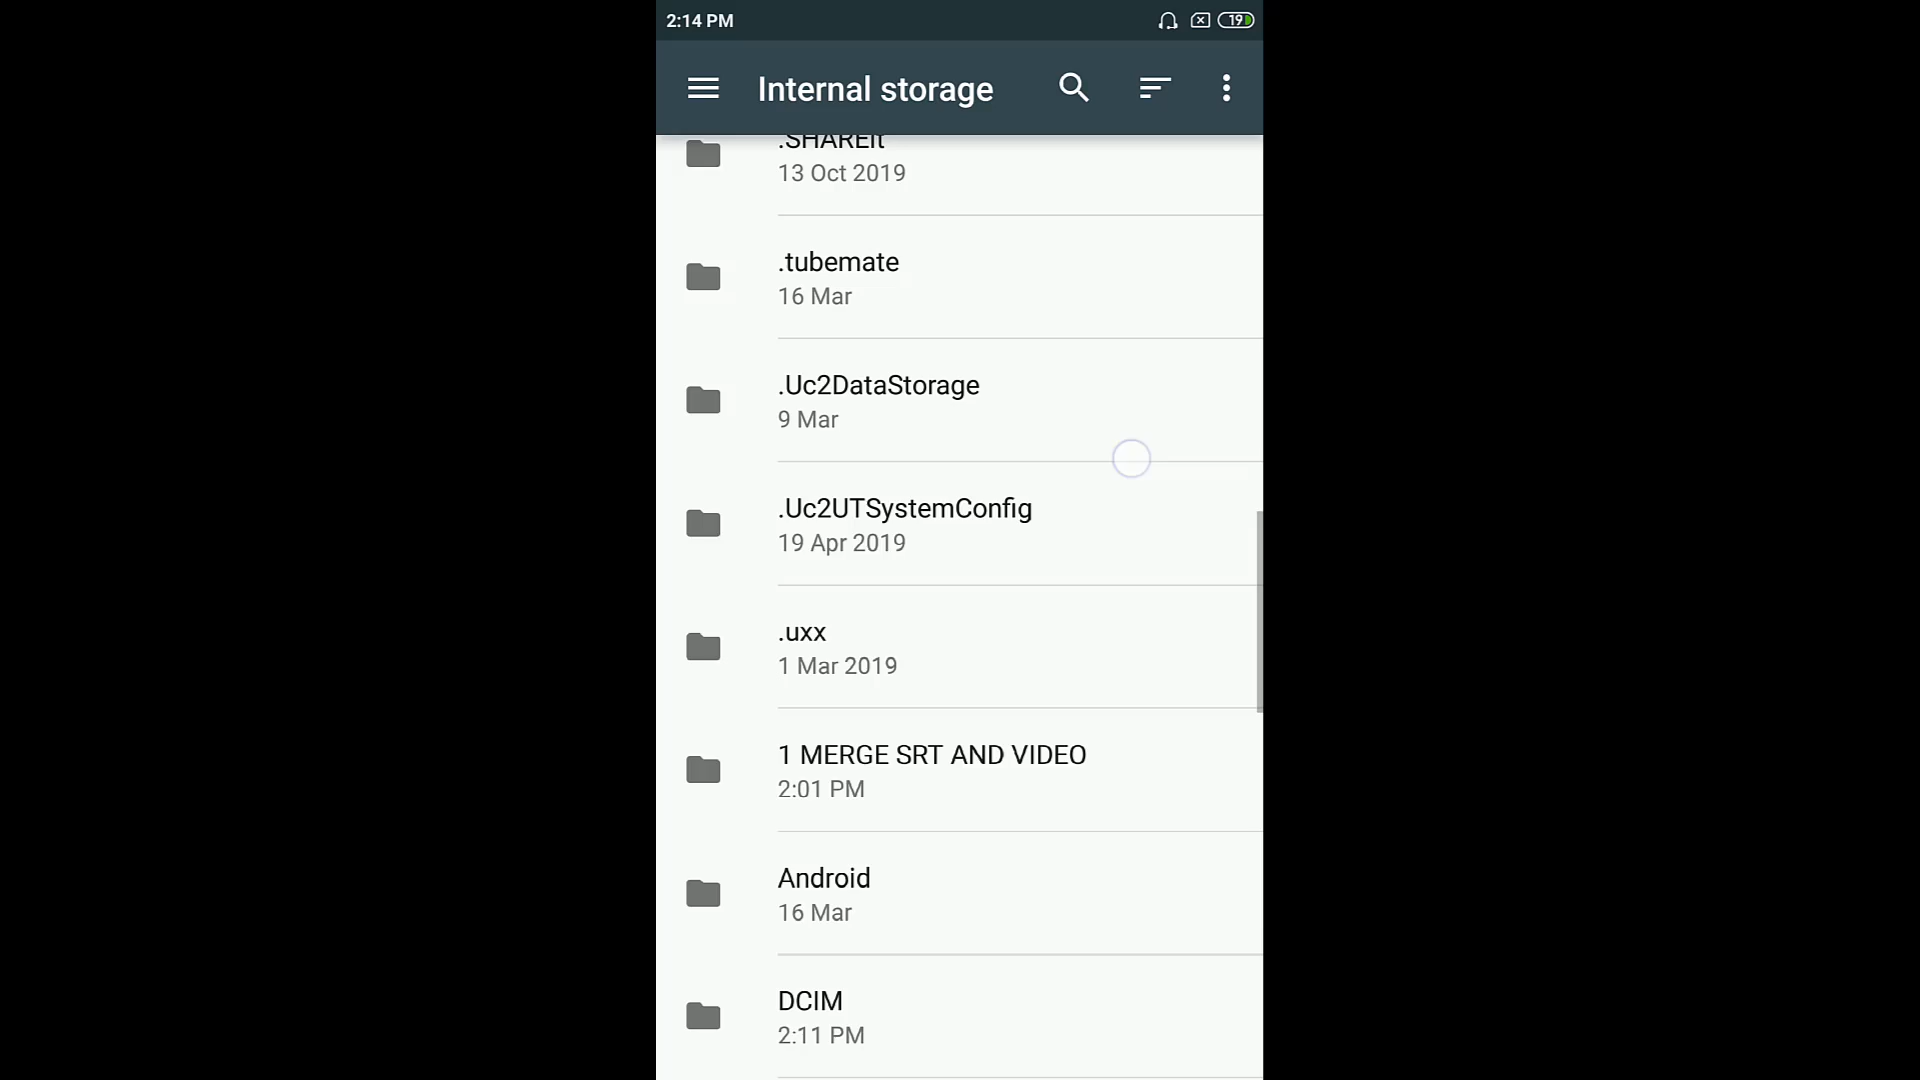 2:14 PM
19
Internal storage
.SHAREit
13 Oct 2019
.tubemate
16 Mar
.Uc2DataStorage
9 Mar
.Uc2UTSystemConfig
19 Apr 2019
.uxx
1 Mar 2019
1 MERGE SRT AND VIDEO
2:01 PM
Android
16 Mar
DCIM
2:11 PM